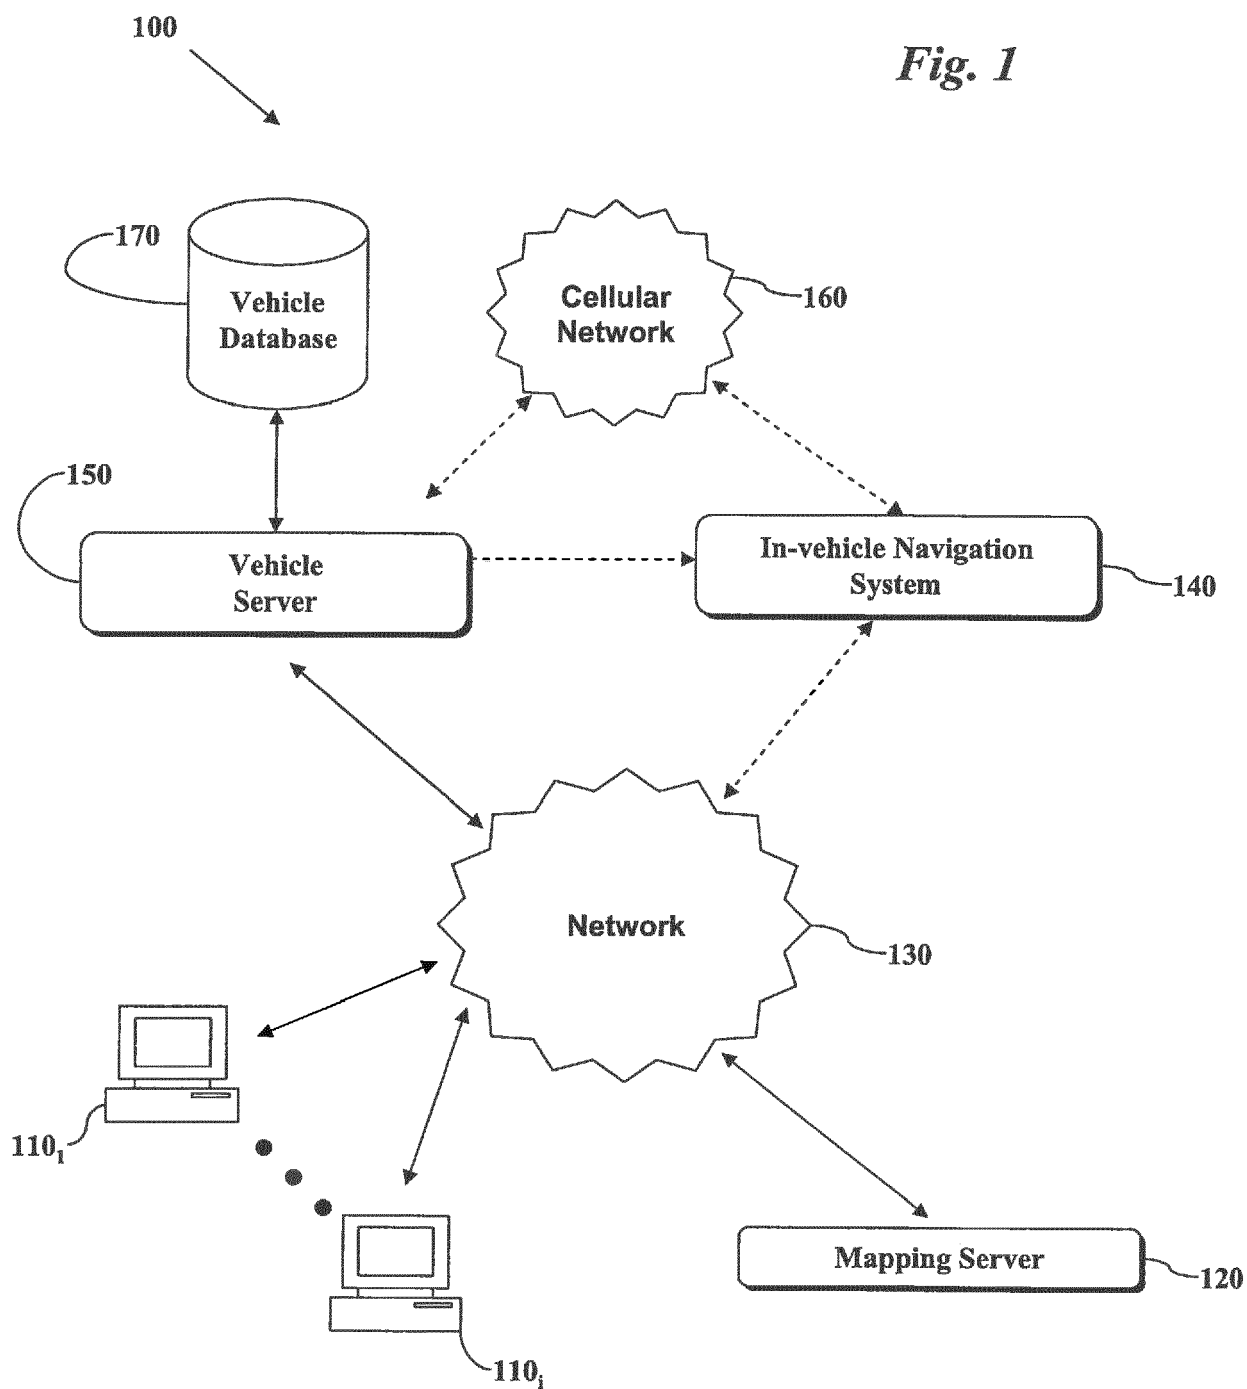 100
Fig. 1
170
Vehicle
Database
Cellular
Network
160
150
Vehicle
Server
In-vehicle Navigation
System
140
Network
130
110₁
110ᵢ
Mapping Server
120